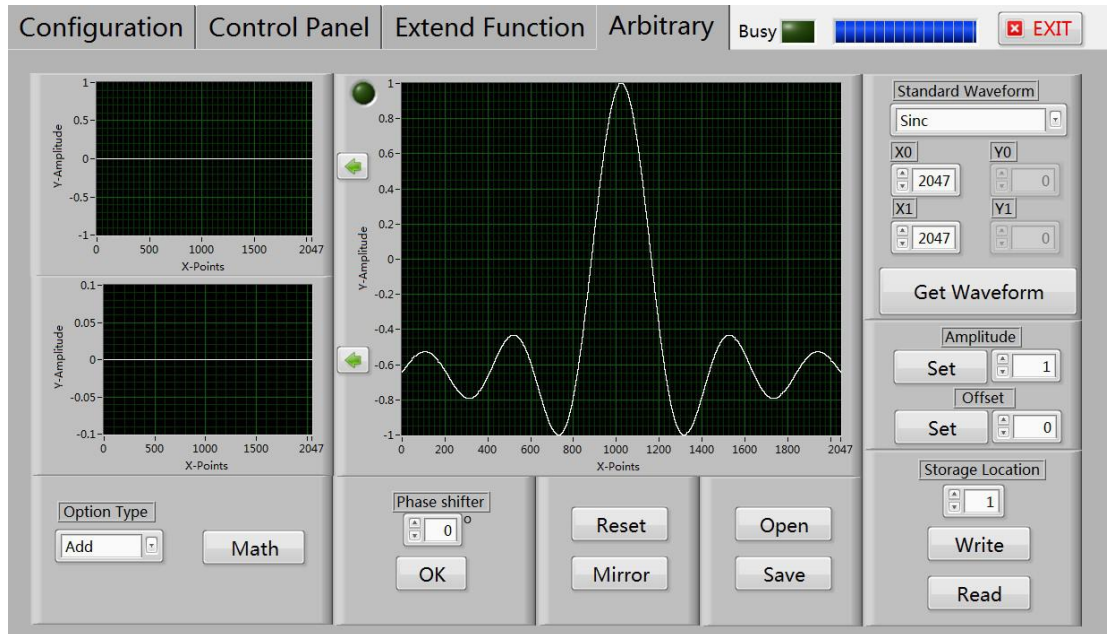 Configuration Control Panel Extend Function Arbitrary Busy EXIT
1
0.5
0
-0.5
-1
Y-Amplitude
0 500 1000 1500 2047
X-Points
0.1
0.05
0
-0.05
-0.1
Y-Amplitude
0 500 1000 1500 2047
X-Points
1
0.8
0.6
0.4
0.2
0
-0.2
-0.4
-0.6
-0.8
-1
Y-Amplitude
0 200 400 600 800 1000 1200 1400 1600 1800 2047
X-Points
Standard Waveform
Sinc
X0 Y0
2047 0
X1 Y1
2047 0
Get Waveform
Amplitude
Set 1
Offset
Set 0
Option Type
Add
Math
Phase shifter
0 °
OK
Reset
Mirror
Open
Save
Storage Location
1
Write
Read